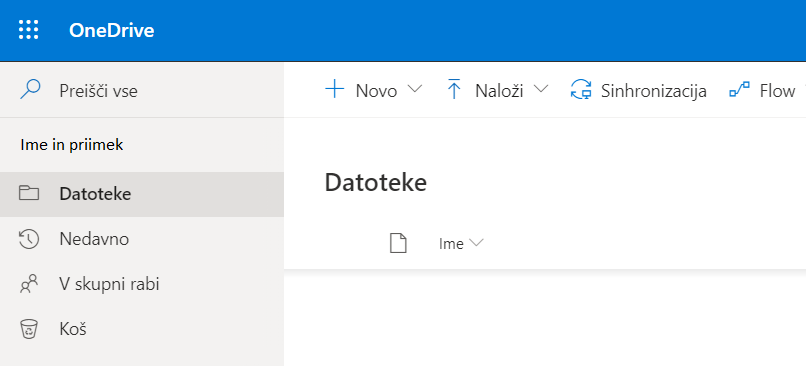 OneDrive
Preišči vse
Novo Naloži Sinhronizacija Flow
Ime in priimek
Datoteke
Nedavno
V skupni rabi
Koš
Datoteke
Ime